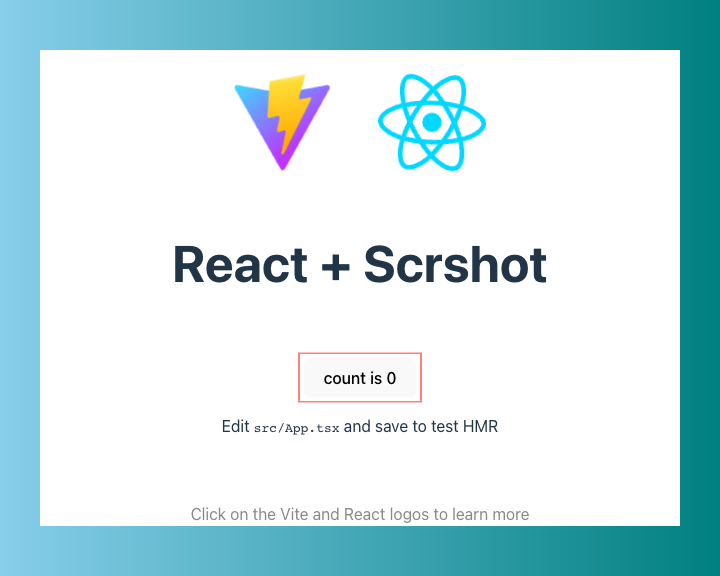 React + Scrshot
count is 0
Edit src/App.tsx and save to test HMR
Click on the Vite and React logos to learn more